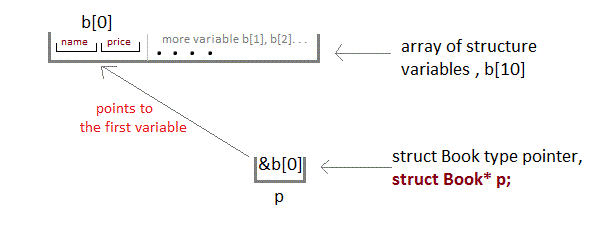 b[0]
name price
more variable b[1], b[2]. . .
array of structure
variables , b[10]
points to
the first variable
&b[0]
p
struct Book type pointer,
struct Book* p;